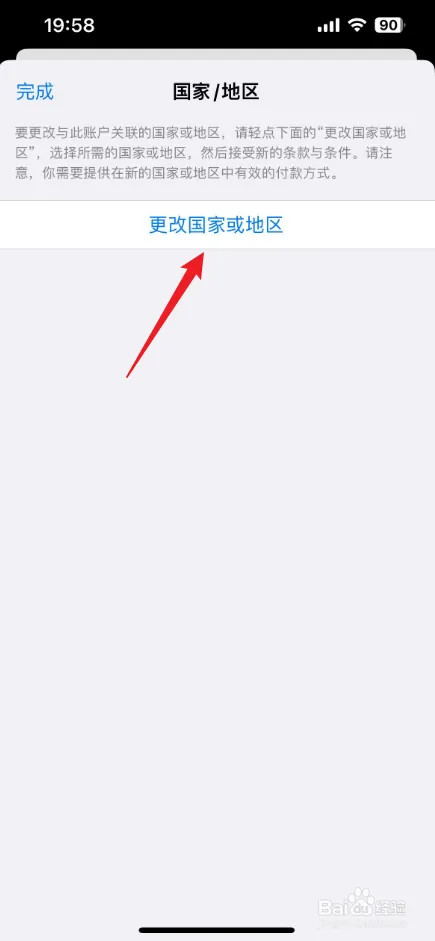 19:58
90
完成
国家/地区
要更改与此账户关联的国家或地区，请轻点下面的“更改国家或地
区”，选择所需的国家或地区，然后接受新的条款与条件。请注
意，你需要提供在新的国家或地区中有效的付款方式。
更改国家或地区
Baidu经验